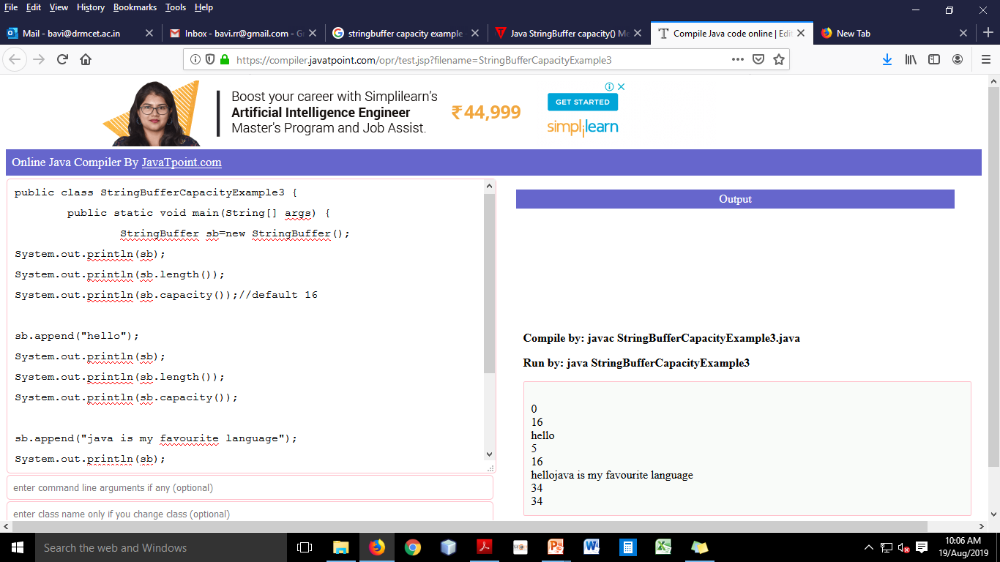 File Edit View History Bookmarks Tools Help
Mail - bavi@drmcet.ac.in
Inbox - bavi.rr@gmail.com - G
stringbuffer capacity example
Java StringBuffer capacity() Me
Compile Java code online | Edit
New Tab
https://compiler.javatpoint.com/opr/test.jsp?filename=StringBufferCapacityExample3
Boost your career with Simplilearn's
Artificial Intelligence Engineer
Master's Program and Job Assist.
₹44,999
GET STARTED
simplilearn
Online Java Compiler By JavaTpoint.com
public class StringBufferCapacityExample3 {
public static void main(String[] args) {
StringBuffer sb=new StringBuffer();
System.out.println(sb);
System.out.println(sb.length());
System.out.println(sb.capacity());//default 16
sb.append("hello");
System.out.println(sb);
System.out.println(sb.length());
System.out.println(sb.capacity());
sb.append("java is my favourite language");
System.out.println(sb);
enter command line arguments if any (optional)
enter class name only if you change class (optional)
Output
Compile by: javac StringBufferCapacityExample3.java
Run by: java StringBufferCapacityExample3
0
16
hello
5
16
hellojava is my favourite language
34
34
Search the web and Windows
10:06 AM
19/Aug/2019